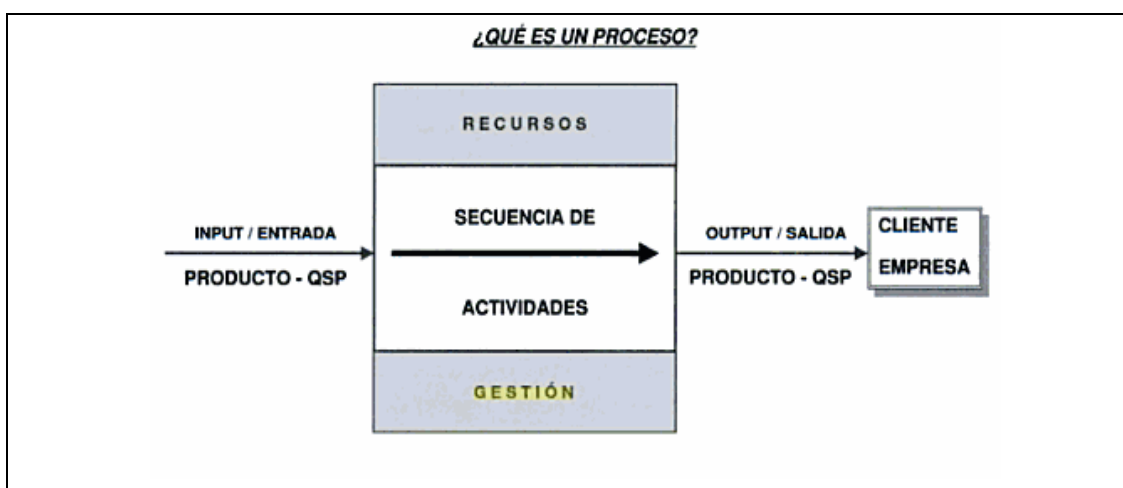 ¿QUÉ ES UN PROCESO?
RECURSOS
INPUT / ENTRADA
PRODUCTO - QSP
SECUENCIA DE
ACTIVIDADES
OUTPUT / SALIDA
PRODUCTO - QSP
CLIENTE
EMPRESA
GESTIÓN